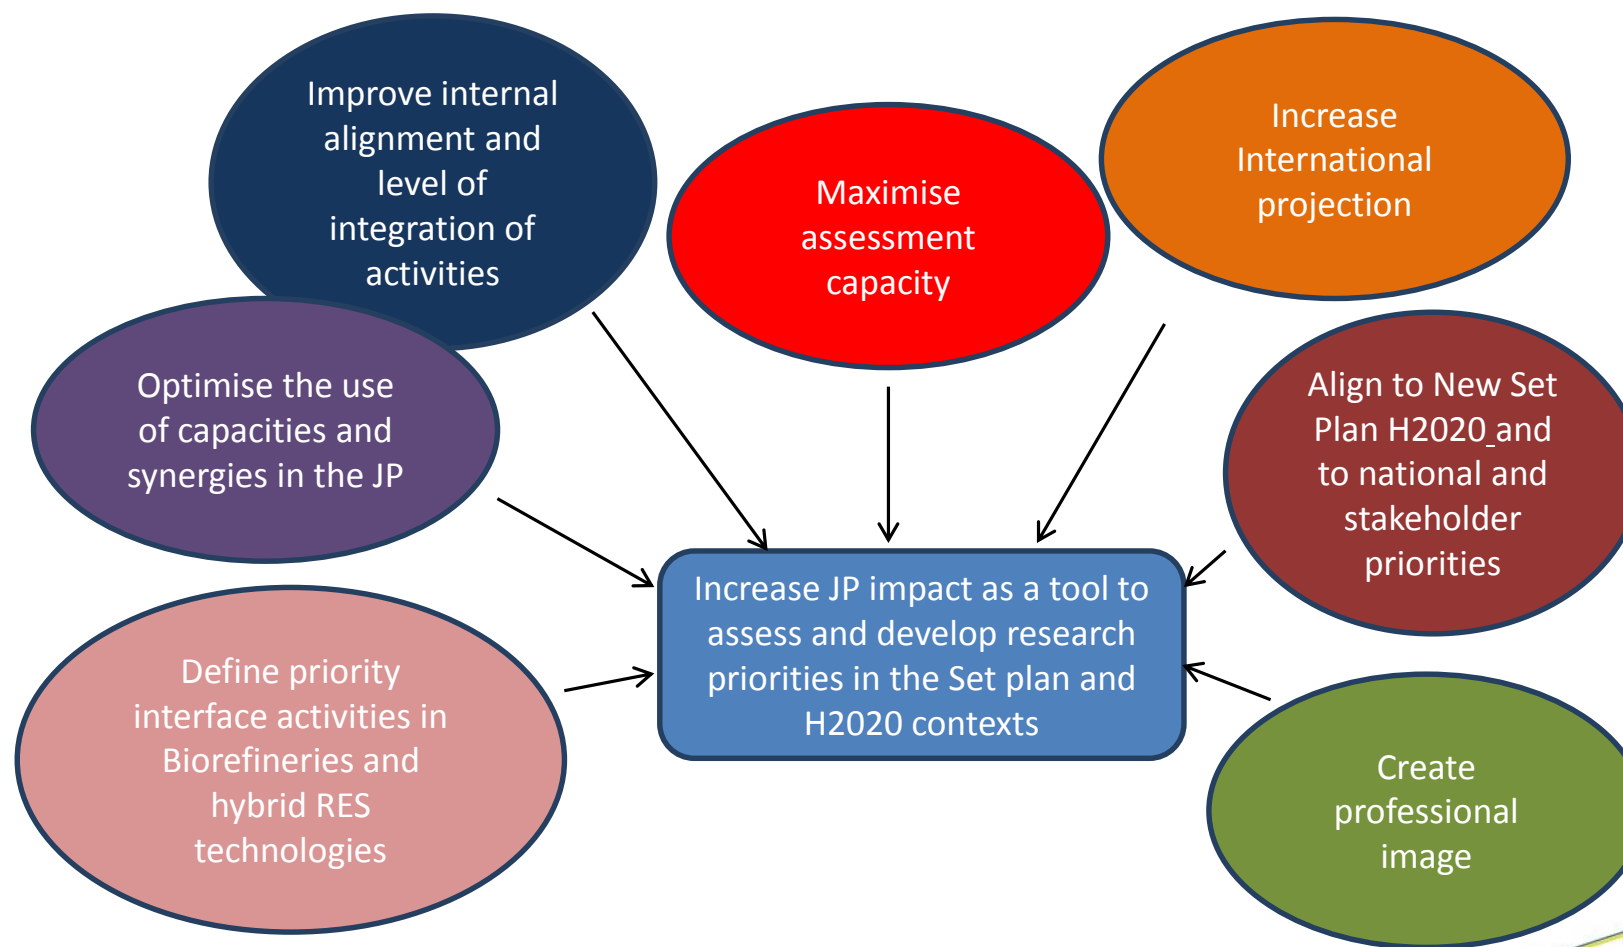 Improve internal
alignment and
level of
integration of
activities
Maximise
assessment
capacity
Increase
International
projection
Optimise the use
of capacities and
synergies in the JP
Align to New Set
Plan H2020 and
to national and
stakeholder
priorities
Increase JP impact as a tool to
assess and develop research
priorities in the Set plan and
H2020 contexts
Define priority
interface activities in
Biorefineries and
hybrid RES
technologies
Create
professional
image